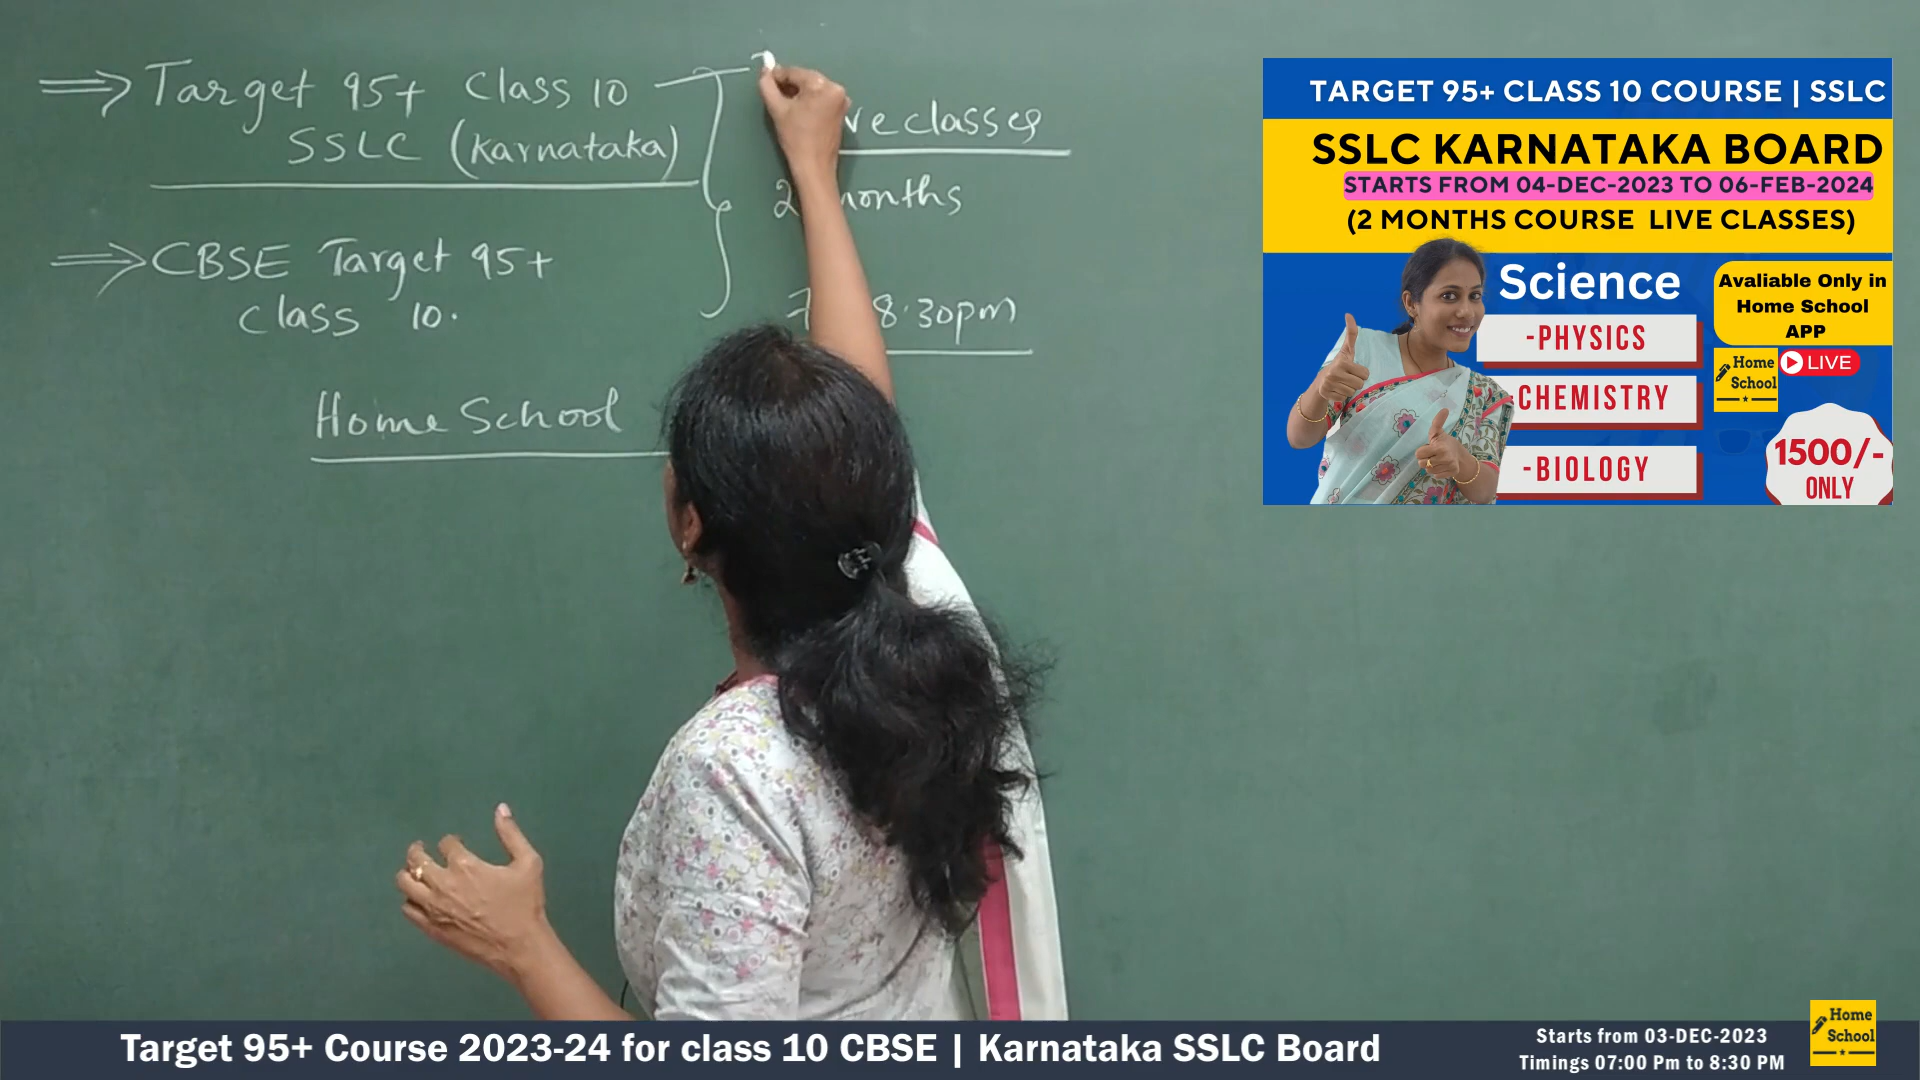 ⇒ Target 95+ Class 10
SSLC (Karnataka)
⇒ CBSE Target 95+
class 10.
Home School
2
8.30pm
TARGET 95+ CLASS 10 COURSE | SSLC
SSLC KARNATAKA BOARD
STARTS FROM 04-DEC-2023 TO 06-FEB-2024
(2 MONTHS COURSE LIVE CLASSES)
Science
-PHYSICS
-CHEMISTRY
-BIOLOGY
Avaliable Only in
Home School
APP
Home
School
LIVE
1500/-
ONLY
Target 95+ Course 2023-24 for class 10 CBSE | Karnataka SSLC Board
Starts from 03-DEC-2023
Timings 07:00 Pm to 8:30 PM
Home
School